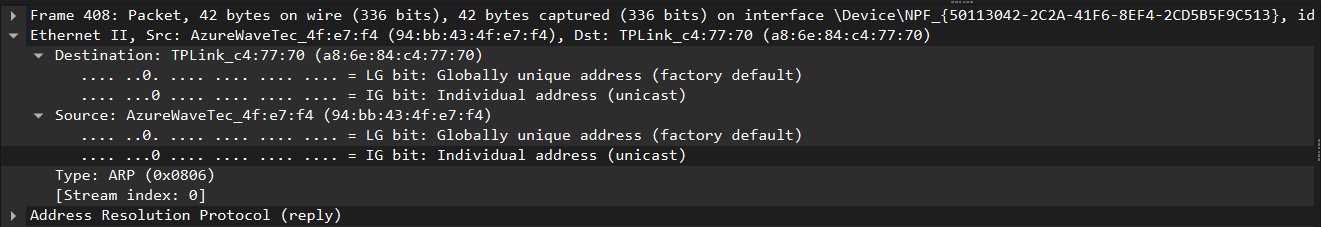 Frame 408: Packet, 42 bytes on wire (336 bits), 42 bytes captured (336 bits) on interface \Device\NPF_{50113042-2C2A-41F6-8EF4-2CD5B5F9C513}, id
Ethernet II, Src: AzureWaveTec_4f:e7:f4 (94:bb:43:4f:e7:f4), Dst: TPLink_c4:77:70 (a8:6e:84:c4:77:70)
Destination: TPLink_c4:77:70 (a8:6e:84:c4:77:70)
.... ..0. .... .... .... .... = LG bit: Globally unique address (factory default)
.... ...0 .... .... .... .... = IG bit: Individual address (unicast)
Source: AzureWaveTec_4f:e7:f4 (94:bb:43:4f:e7:f4)
.... ..0. .... .... .... .... = LG bit: Globally unique address (factory default)
.... ...0 .... .... .... .... = IG bit: Individual address (unicast)
Type: ARP (0x0806)
[Stream index: 0]
Address Resolution Protocol (reply)